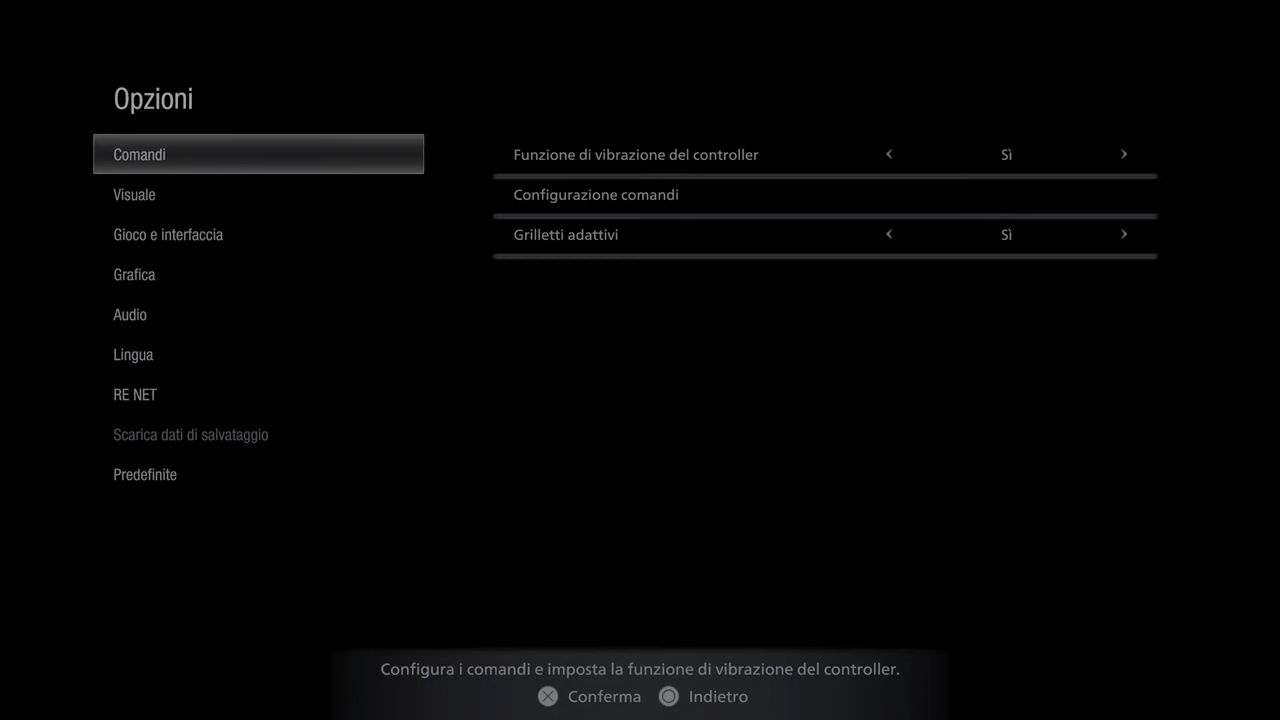 Opzioni
Comandi
Funzione di vibrazione del controller
Sì
Visuale
Configurazione comandi
Gioco e interfaccia
Grilletti adattivi
Sì
Grafica
Audio
Lingua
RE NET
Scarica dati di salvataggio
Predefinite
Configura i comandi e imposta la funzione di vibrazione del controller.
Conferma Indietro